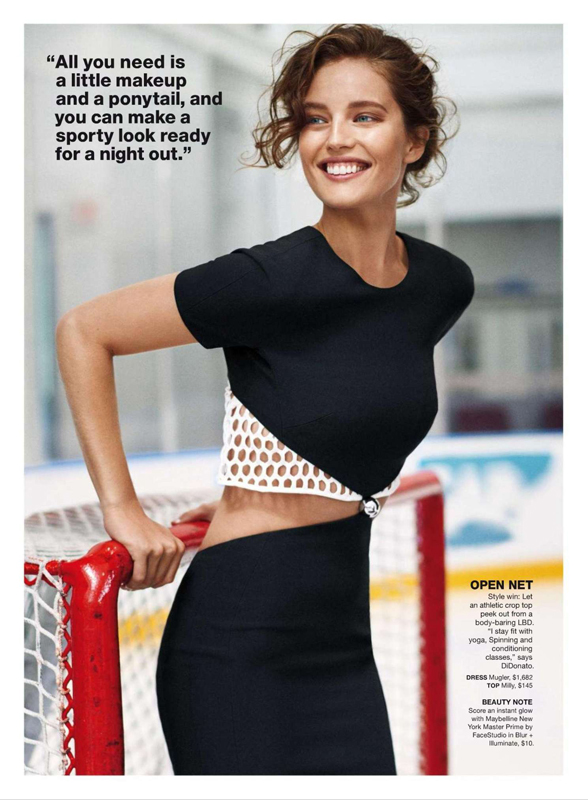 “All you need is
a little makeup
and a ponytail, and
you can make a
sporty look ready
for a night out.”
OPEN NET
Style win: Let
an athletic crop top
peek out from a
body-baring LBD.
“I stay fit with
yoga, Spinning and
conditioning
classes,” says
DiDonato.
DRESS Mugler, $1,682
TOP Milly, $145
BEAUTY NOTE
Score an instant glow
with Maybelline New
York Master Prime by
FaceStudio in Blur +
Illuminate, $10.